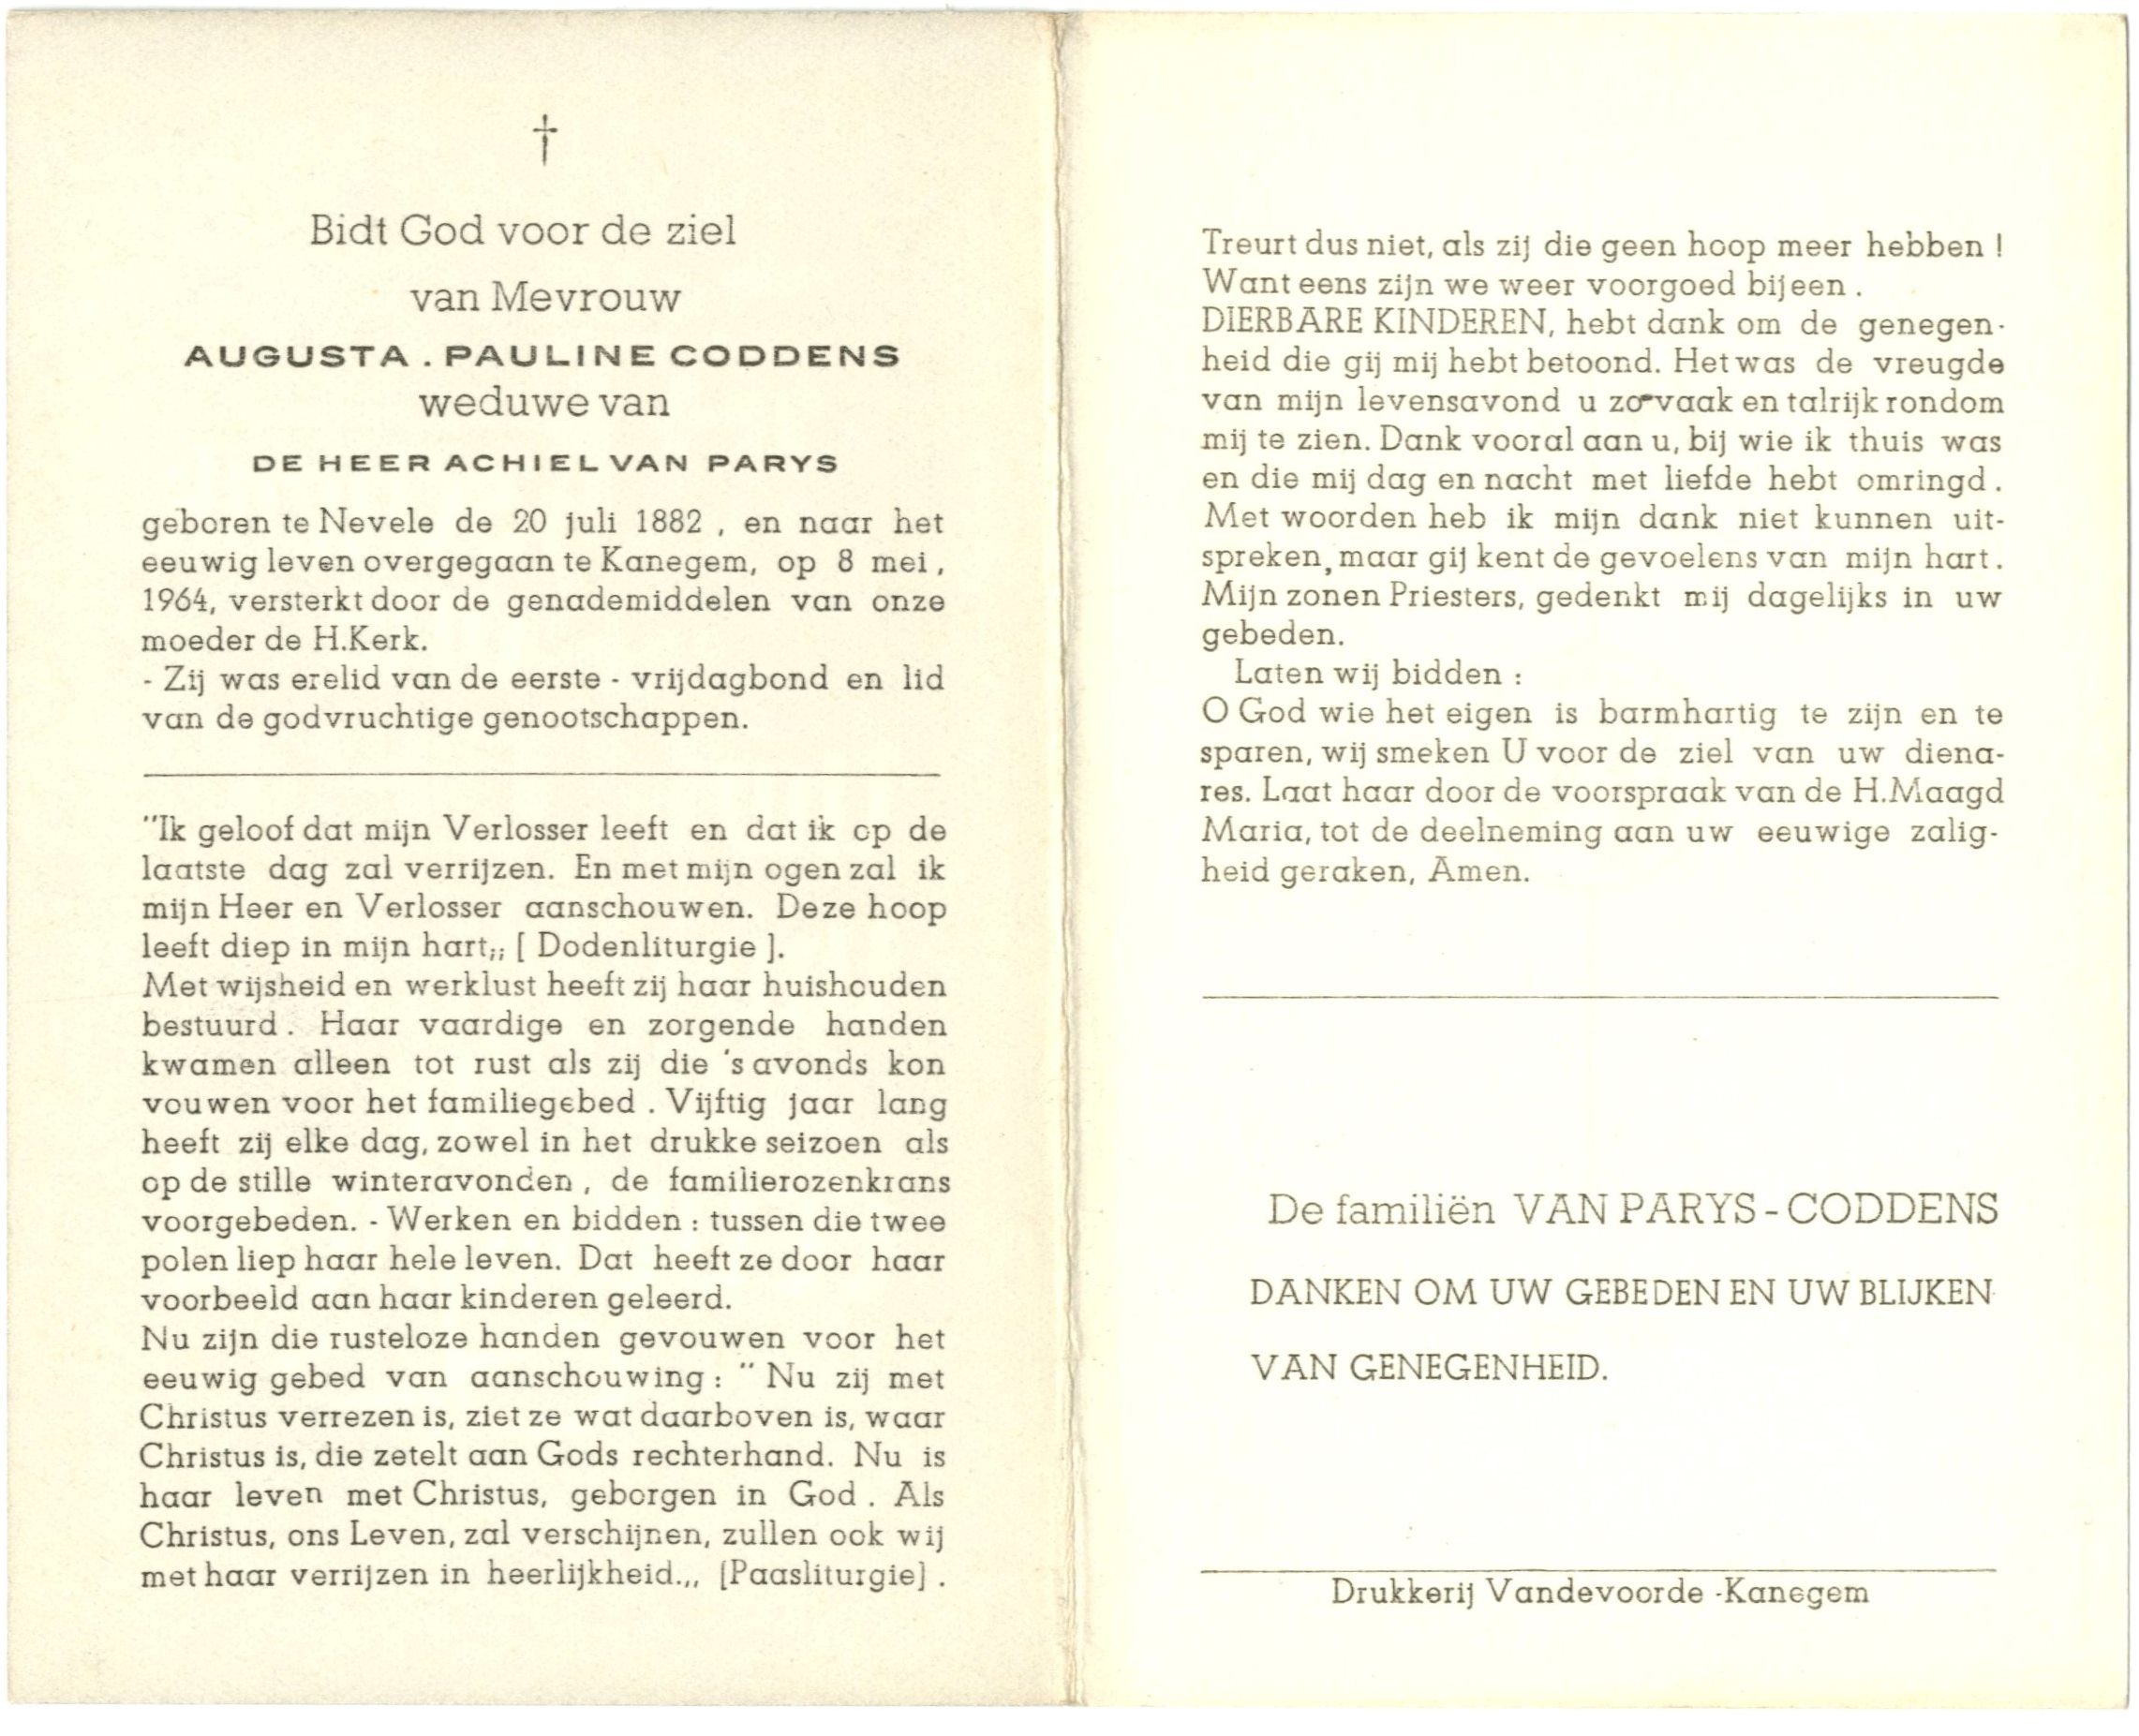 †
Bidt God voor de ziel
van Mevrouw
AUGUSTA . PAULINE CODDENS
weduwe van
DE HEER ACHIEL VAN PARYS
geboren te Nevele de 20 juli 1882 , en naar het
eeuwig leven overgegaan te Kanegem, op 8 mei ,
1964, versterkt door de genademiddelen van onze
moeder de H.Kerk.
- Zij was erelid van de eerste - vrijdagbond en lid
van de godvruchtige genootschappen.
"Ik geloof dat mijn Verlosser leeft en dat ik op de
laatste dag zal verrijzen. En met mijn ogen zal ik
mijn Heer en Verlosser aanschouwen. Deze hoop
leeft diep in mijn hart,;; [ Dodenliturgie ].
Met wijsheid en werklust heeft zij haar huishouden
bestuurd . Haar vaardige en zorgende handen
kwamen alleen tot rust als zij die 's avonds kon
vouwen voor het familiegebed . Vijftig jaar lang
heeft zij elke dag, zowel in het drukke seizoen als
op de stille winteravonden , de familierozenkrans
voorgebeden. - Werken en bidden : tussen die twee
polen liep haar hele leven. Dat heeft ze door haar
voorbeeld aan haar kinderen geleerd.
Nu zijn die rusteloze handen gevouwen voor het
eeuwig gebed van aanschouwing : " Nu zij met
Christus verrezen is, ziet ze wat daarboven is, waar
Christus is, die zetelt aan Gods rechterhand. Nu is
haar leven met Christus, geborgen in God . Als
Christus, ons Leven, zal verschijnen, zullen ook wij
met haar verrijzen in heerlijkheid.,, [Paasliturgie] .
Treurt dus niet, als zij die geen hoop meer hebben !
Want eens zijn we weer voorgoed bijeen .
DIERBARE KINDEREN, hebt dank om de genegen-
heid die gij mij hebt betoond. Het was de vreugde
van mijn levensavond u zo vaak en talrijk rondom
mij te zien. Dank vooral aan u, bij wie ik thuis was
en die mij dag en nacht met liefde hebt omringd .
Met woorden heb ik mijn dank niet kunnen uit-
spreken, maar gij kent de gevoelens van mijn hart .
Mijn zonen Priesters, gedenkt mij dagelijks in uw
gebeden.
Laten wij bidden :
O God wie het eigen is barmhartig te zijn en te
sparen, wij smeken U voor de ziel van uw diena-
res. Laat haar door de voorspraak van de H.Maagd
Maria, tot de deelneming aan uw eeuwige zalig-
heid geraken, Amen.
De familiën VAN PARYS - CODDENS
DANKEN OM UW GEBEDEN EN UW BLIJKEN
VAN GENEGENHEID.
Drukkerij Vandevoorde -Kanegem